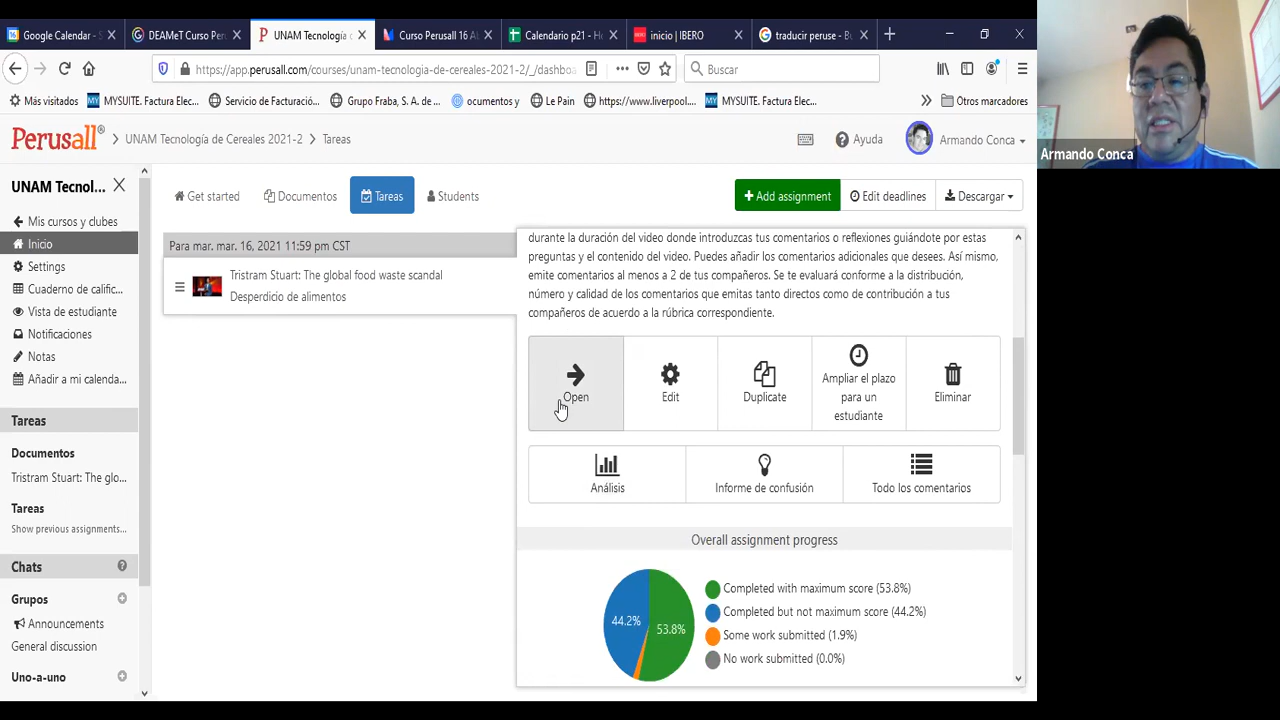 Google Calendar - S
DEAMeT Curso Per
UNAM Tecnología c
Curso Perusall 16 A
Calendario p21 - H
inicio | IBERO
traducir peruse - B
https://app.perusall.com/courses/unam-tecnologia-de-cereales-2021-2/_/dashboa
Buscar
Más visitados
MYSUITE. Factura Elec...
Servicio de Facturació...
Grupo Fraba, S. A. de ...
ocumentos y
Le Pain
https://www.liverpool....
MYSUITE. Factura Elec...
Otros marcadores
Perusall®
UNAM Tecnología de Cereales 2021-2
Tareas
Ayuda
Armando Conca
Armando Conca
UNAM Tecnol...
Mis cursos y clubes
Inicio
Settings
Cuaderno de calific...
Vista de estudiante
Notificaciones
Notas
Añadir a mi calenda...
Tareas
Documentos
Tristram Stuart: The glo...
Tareas
Show previous assignments...
Chats
Grupos
Announcements
General discussion
Uno-a-uno
Get started
Documentos
Tareas
Students
Add assignment
Edit deadlines
Descargar
Para mar. mar. 16, 2021 11:59 pm CST
Tristram Stuart: The global food waste scandal
Desperdicio de alimentos
durante la duración del video donde introduzcas tus comentarios o reflexiones guiándote por estas
preguntas y el contenido del video. Puedes añadir los comentarios adicionales que desees. Así mismo,
emite comentarios al menos a 2 de tus compañeros. Se te evaluará conforme a la distribución,
número y calidad de los comentarios que emitas tanto directos como de contribución a tus
compañeros de acuerdo a la rúbrica correspondiente.
Open
Edit
Duplicate
Ampliar el plazo
para un
estudiante
Eliminar
Análisis
Informe de confusión
Todo los comentarios
Overall assignment progress
44.2%
53.8%
Completed with maximum score (53.8%)
Completed but not maximum score (44.2%)
Some work submitted (1.9%)
No work submitted (0.0%)